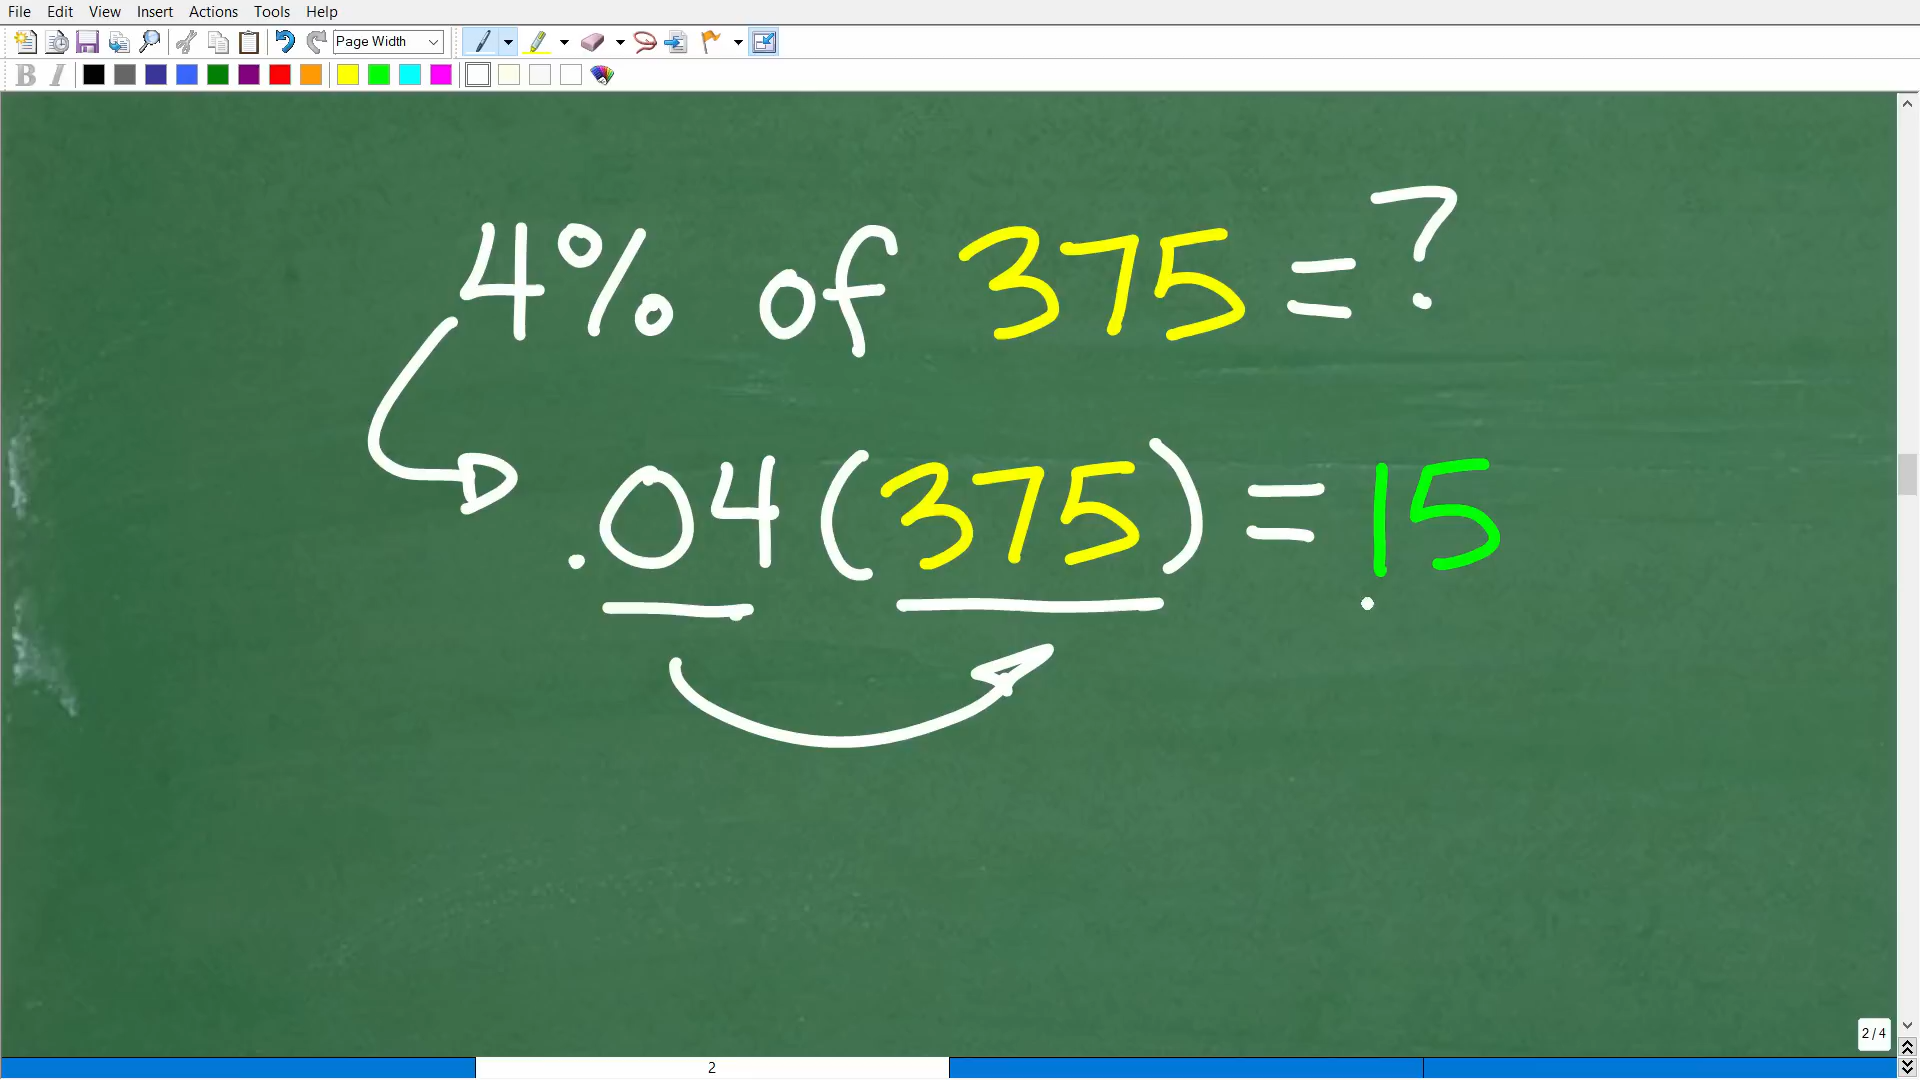 File Edit View Insert Actions Tools Help
Page Width
B I
4% of 375 = ?
.04 (375) = 15
2 / 4
2